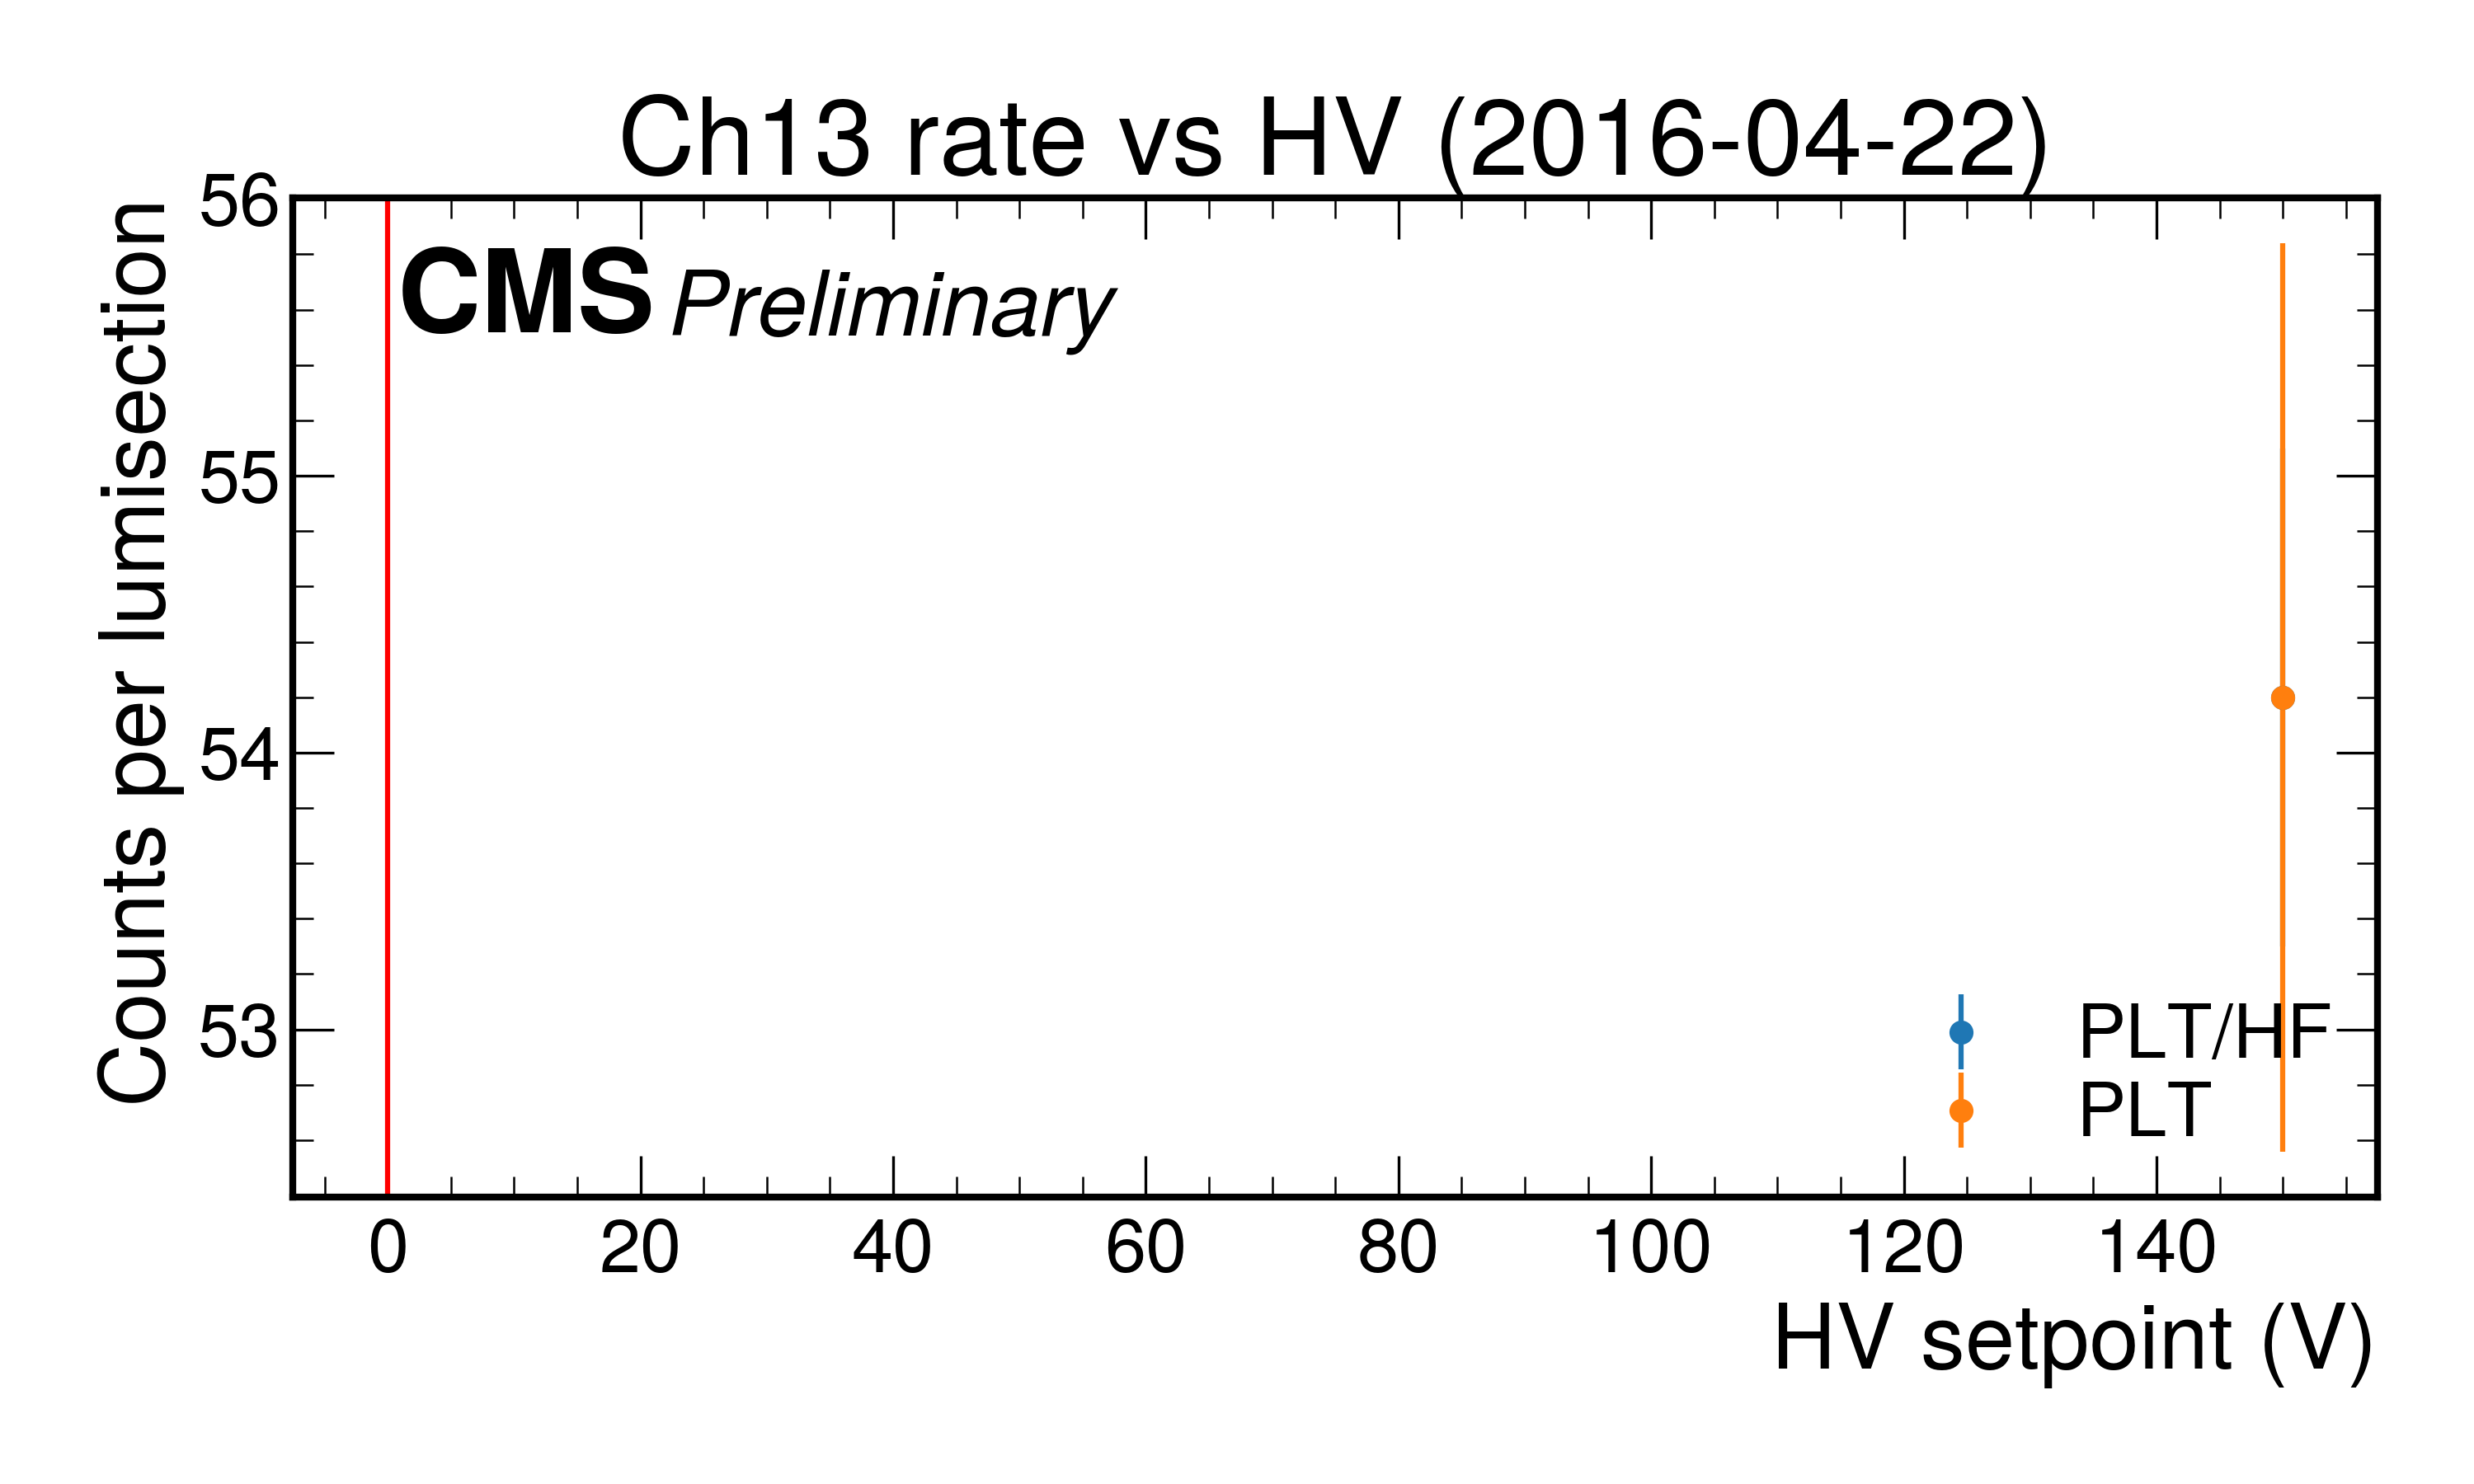 Ch13 rate vs HV (2016-04-22)
CMS Preliminary
Counts per lumisection
56
55
54
53
PLT/HF
PLT
0 20 40 60 80 100 120 140
HV setpoint (V)